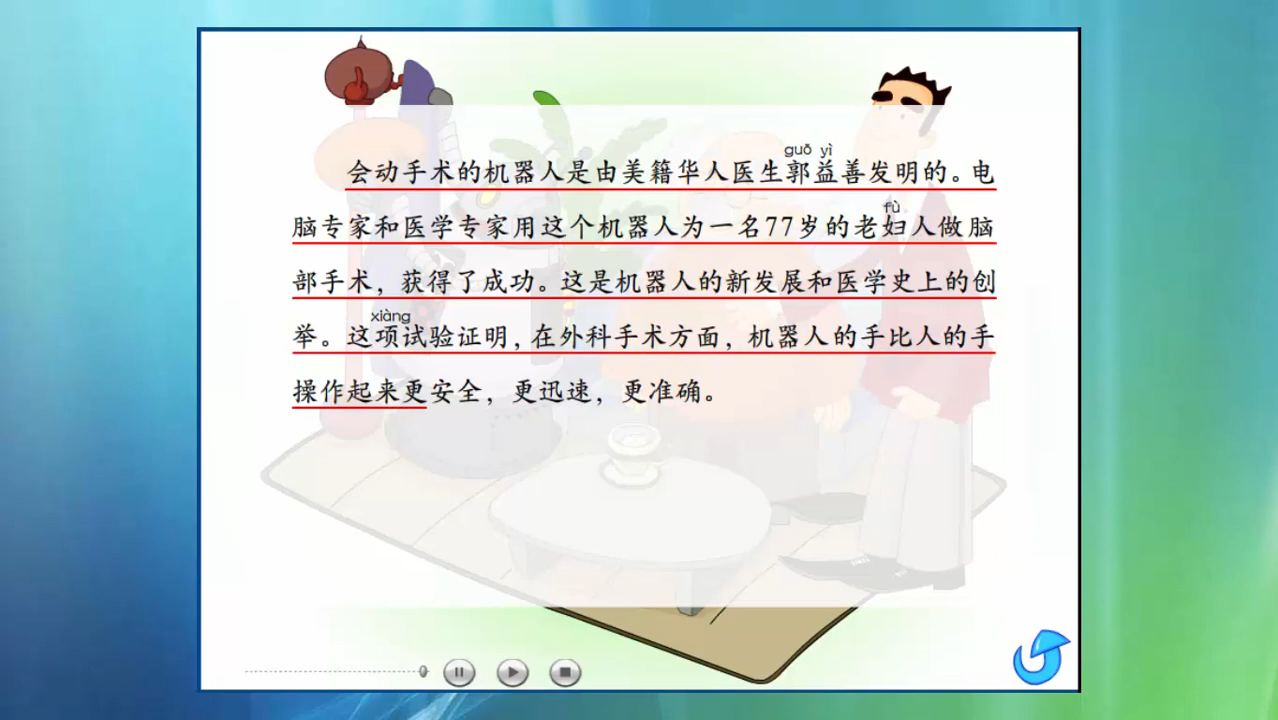 guō yì
会动手术的机器人是由美籍华人医生郭益善发明的。电
fù
脑专家和医学专家用这个机器人为一名77岁的老妇人做脑
部手术，获得了成功。这是机器人的新发展和医学史上的创
xiàng
举。这项试验证明，在外科手术方面，机器人的手比人的手
操作起来更安全，更迅速，更准确。